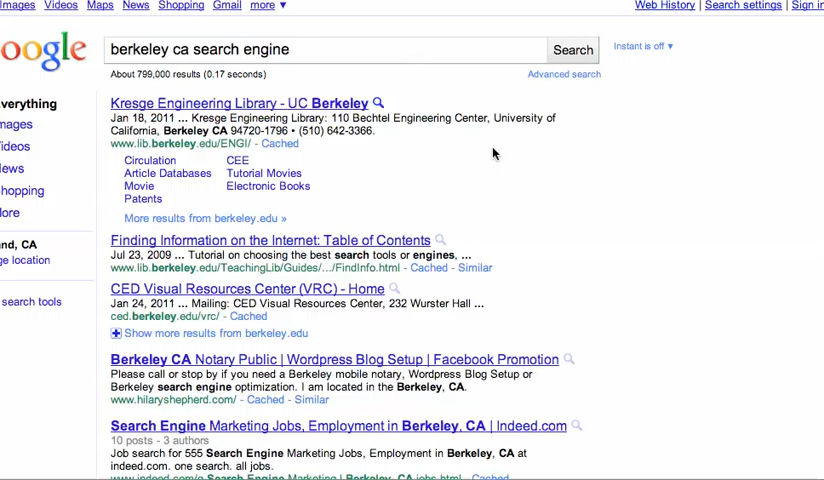 Images Videos Maps News Shopping Gmail more ▼ Web History | Search settings | Sign in
oogle berkeley ca search engine Search Instant is off ▼
About 799,000 results (0.17 seconds) Advanced search
verything
mages
ideos
ews
hopping
ore
nd, CA
ge location
search tools
Kresge Engineering Library - UC Berkeley
Jan 18, 2011 ... Kresge Engineering Library: 110 Bechtel Engineering Center, University of
California, Berkeley CA 94720-1796 • (510) 642-3366.
www.lib.berkeley.edu/ENGI/ - Cached
Circulation CEE
Article Databases Tutorial Movies
Movie Electronic Books
Patents
More results from berkeley.edu »
Finding Information on the Internet: Table of Contents
Jul 23, 2009 ... Tutorial on choosing the best search tools or engines, ...
www.lib.berkeley.edu/TeachingLib/Guides/.../FindInfo.html - Cached - Similar
CED Visual Resources Center (VRC) - Home
Jan 24, 2011 ... Mailing: CED Visual Resources Center, 232 Wurster Hall ...
ced.berkeley.edu/vrc/ - Cached
Show more results from berkeley.edu
Berkeley CA Notary Public | Wordpress Blog Setup | Facebook Promotion
Please call or stop by if you need a Berkeley mobile notary, Wordpress Blog Setup or
Berkeley search engine optimization. I am located in the Berkeley, CA.
www.hilaryshepherd.com/ - Cached - Similar
Search Engine Marketing Jobs, Employment in Berkeley, CA | Indeed.com
10 posts - 3 authors
Job search for 555 Search Engine Marketing Jobs, Employment in Berkeley, CA at
indeed.com. one search. all jobs.
www.indeed.com/q-Search-Engine-Marketing-l-Berkeley,-CA-jobs.html - Cached